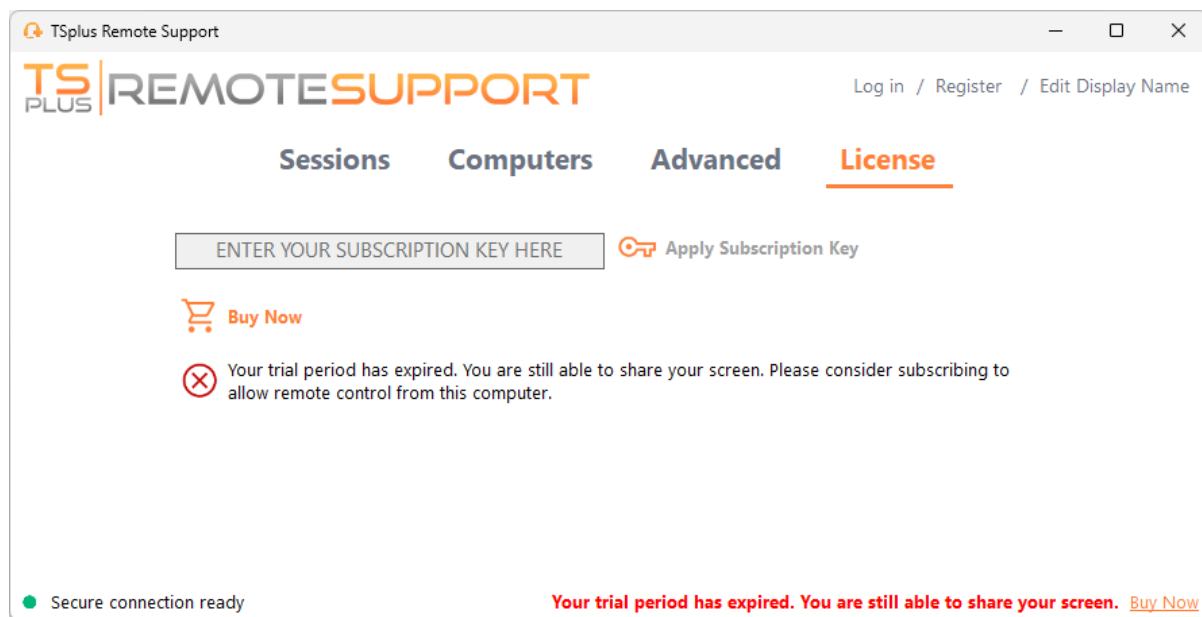 TSplus Remote Support
TS PLUS REMOTESUPPORT
Log in / Register / Edit Display Name
Sessions Computers Advanced License
ENTER YOUR SUBSCRIPTION KEY HERE Apply Subscription Key
Buy Now
Your trial period has expired. You are still able to share your screen. Please consider subscribing to
allow remote control from this computer.
Secure connection ready Your trial period has expired. You are still able to share your screen. Buy Now